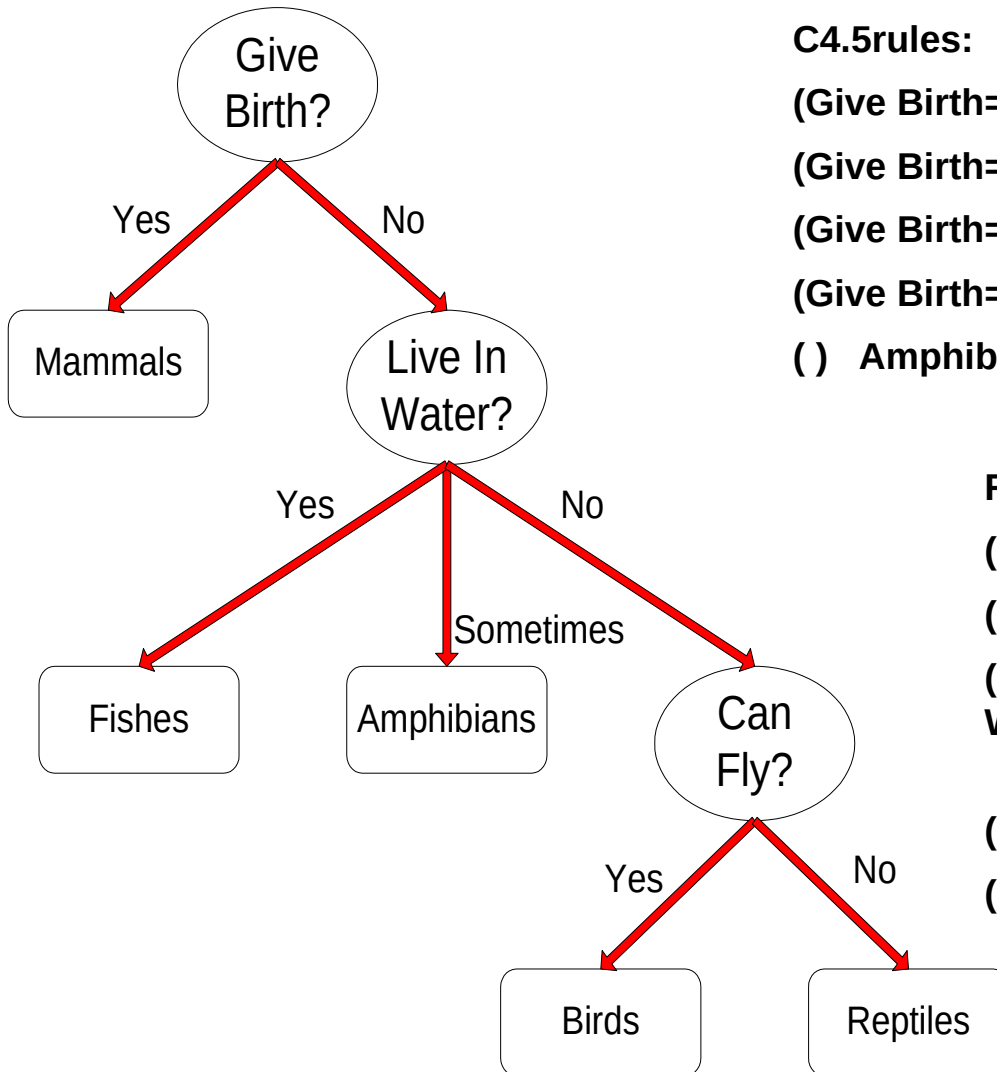 Give
Birth?
Yes
No
Mammals
Live In
Water?
Yes
Sometimes
No
Fishes
Amphibians
Can
Fly?
Yes
No
Birds
Reptiles
C4.5rules:
(Give Birth=
(Give Birth=
(Give Birth=
(Give Birth=
( ) Amphib
(
(
(
(
(